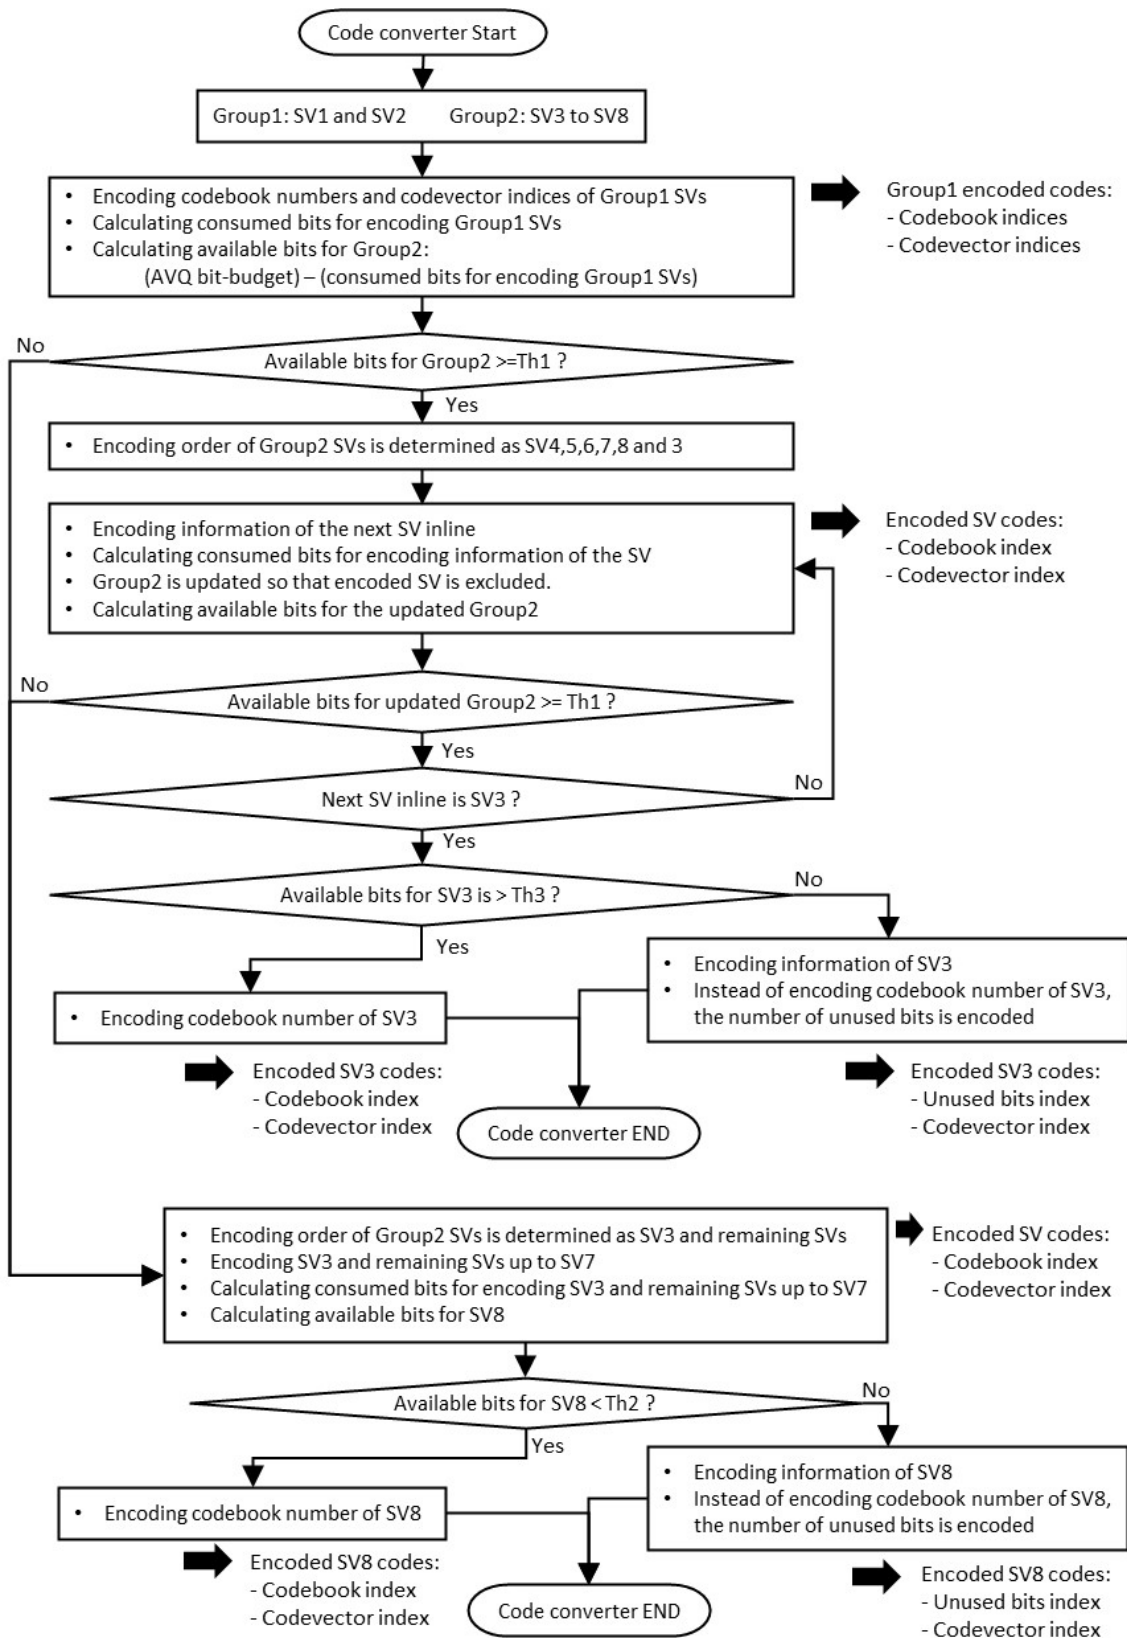 Code converter Start
Group1: SV1 and SV2 Group2: SV3 to SV8
• Encoding codebook numbers and codevector indices of Group1 SVs
• Calculating consumed bits for encoding Group1 SVs
• Calculating available bits for Group2:
(AVQ bit-budget) – (consumed bits for encoding Group1 SVs)
Group1 encoded codes:
- Codebook indices
- Codevector indices
No
Available bits for Group2 >=Th1 ?
Yes
• Encoding order of Group2 SVs is determined as SV4,5,6,7,8 and 3
• Encoding information of the next SV inline
• Calculating consumed bits for encoding information of the SV
• Group2 is updated so that encoded SV is excluded.
• Calculating available bits for the updated Group2
Encoded SV codes:
- Codebook index
- Codevector index
No
Available bits for updated Group2 >= Th1 ?
Yes
No
Next SV inline is SV3 ?
Yes
Available bits for SV3 is > Th3 ?
No
Yes
• Encoding codebook number of SV3
• Encoding information of SV3
• Instead of encoding codebook number of SV3,
the number of unused bits is encoded
Encoded SV3 codes:
- Codebook index
- Codevector index
Encoded SV3 codes:
- Unused bits index
- Codevector index
Code converter END
• Encoding order of Group2 SVs is determined as SV3 and remaining SVs
• Encoding SV3 and remaining SVs up to SV7
• Calculating consumed bits for encoding SV3 and remaining SVs up to SV7
• Calculating available bits for SV8
Encoded SV codes:
- Codebook index
- Codevector index
Available bits for SV8 < Th2 ?
No
Yes
• Encoding codebook number of SV8
• Encoding information of SV8
• Instead of encoding codebook number of SV8,
the number of unused bits is encoded
Encoded SV8 codes:
- Codebook index
- Codevector index
Code converter END
Encoded SV8 codes:
- Unused bits index
- Codevector index